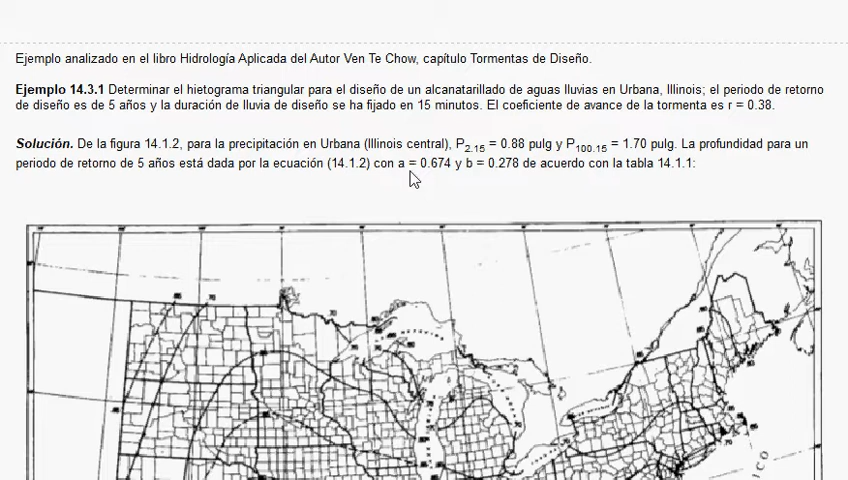 Ejemplo analizado en el libro Hidrología Aplicada del Autor Ven Te Chow, capítulo Tormentas de Diseño.
Ejemplo 14.3.1 Determinar el hietograma triangular para el diseño de un alcanatarillado de aguas lluvias en Urbana, Illinois; el periodo de retorno
de diseño es de 5 años y la duración de lluvia de diseño se ha fijado en 15 minutos. El coeficiente de avance de la tormenta es r = 0.38.
Solución. De la figura 14.1.2, para la precipitación en Urbana (Illinois central), P2.15 = 0.88 pulg y P100.15 = 1.70 pulg. La profundidad para un
periodo de retorno de 5 años está dada por la ecuación (14.1.2) con a = 0.674 y b = 0.278 de acuerdo con la tabla 14.1.1: